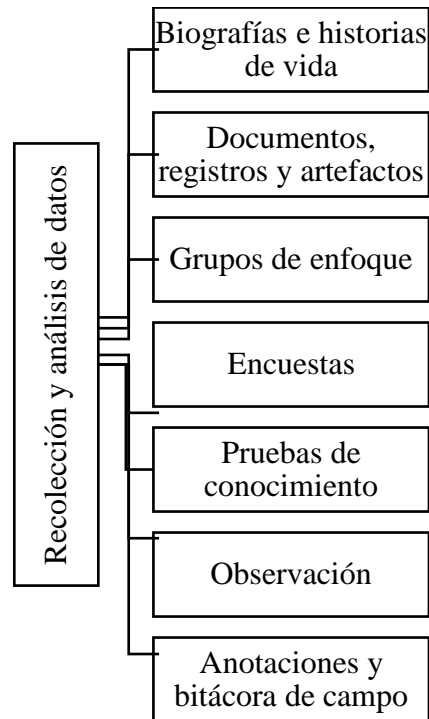 Recolección y análisis de datos
Biografías e historias
de vida
Documentos,
registros y artefactos
Grupos de enfoque
Encuestas
Pruebas de
conocimiento
Observación
Anotaciones y
bitácora de campo